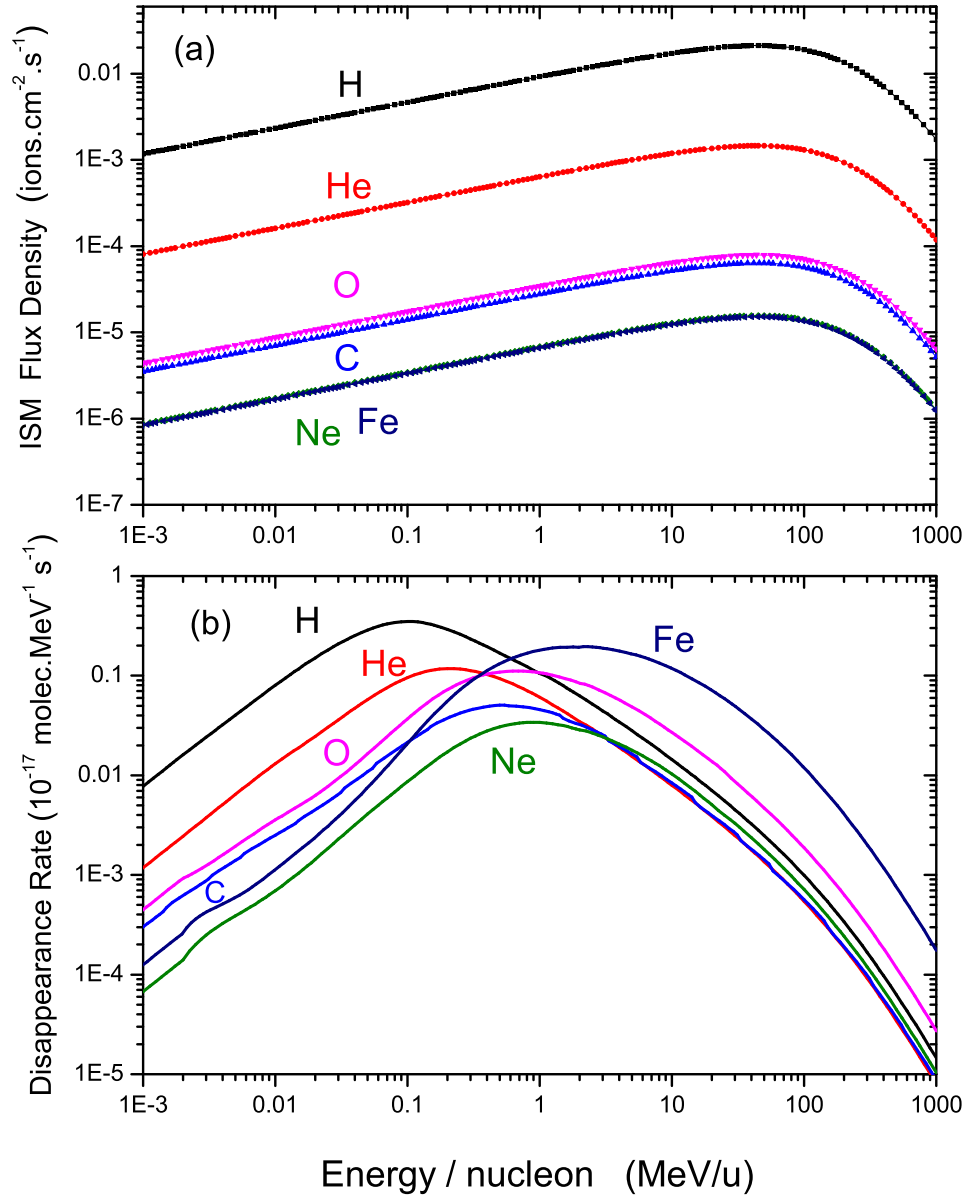 (a)
ISM Flux Density (ions.cm⁻².s⁻¹)
0.01
1E-3
1E-4
1E-5
1E-6
1E-7
H
He
O
C
Ne Fe
1E-3 0.01 0.1 1 10 100 1000
(b)
Disappearance Rate (10⁻¹⁷ molec.MeV⁻¹ s⁻¹)
1
0.1
0.01
1E-3
1E-4
1E-5
H
Fe
He
O
Ne
C
1E-3 0.01 0.1 1 10 100 1000
Energy / nucleon (MeV/u)